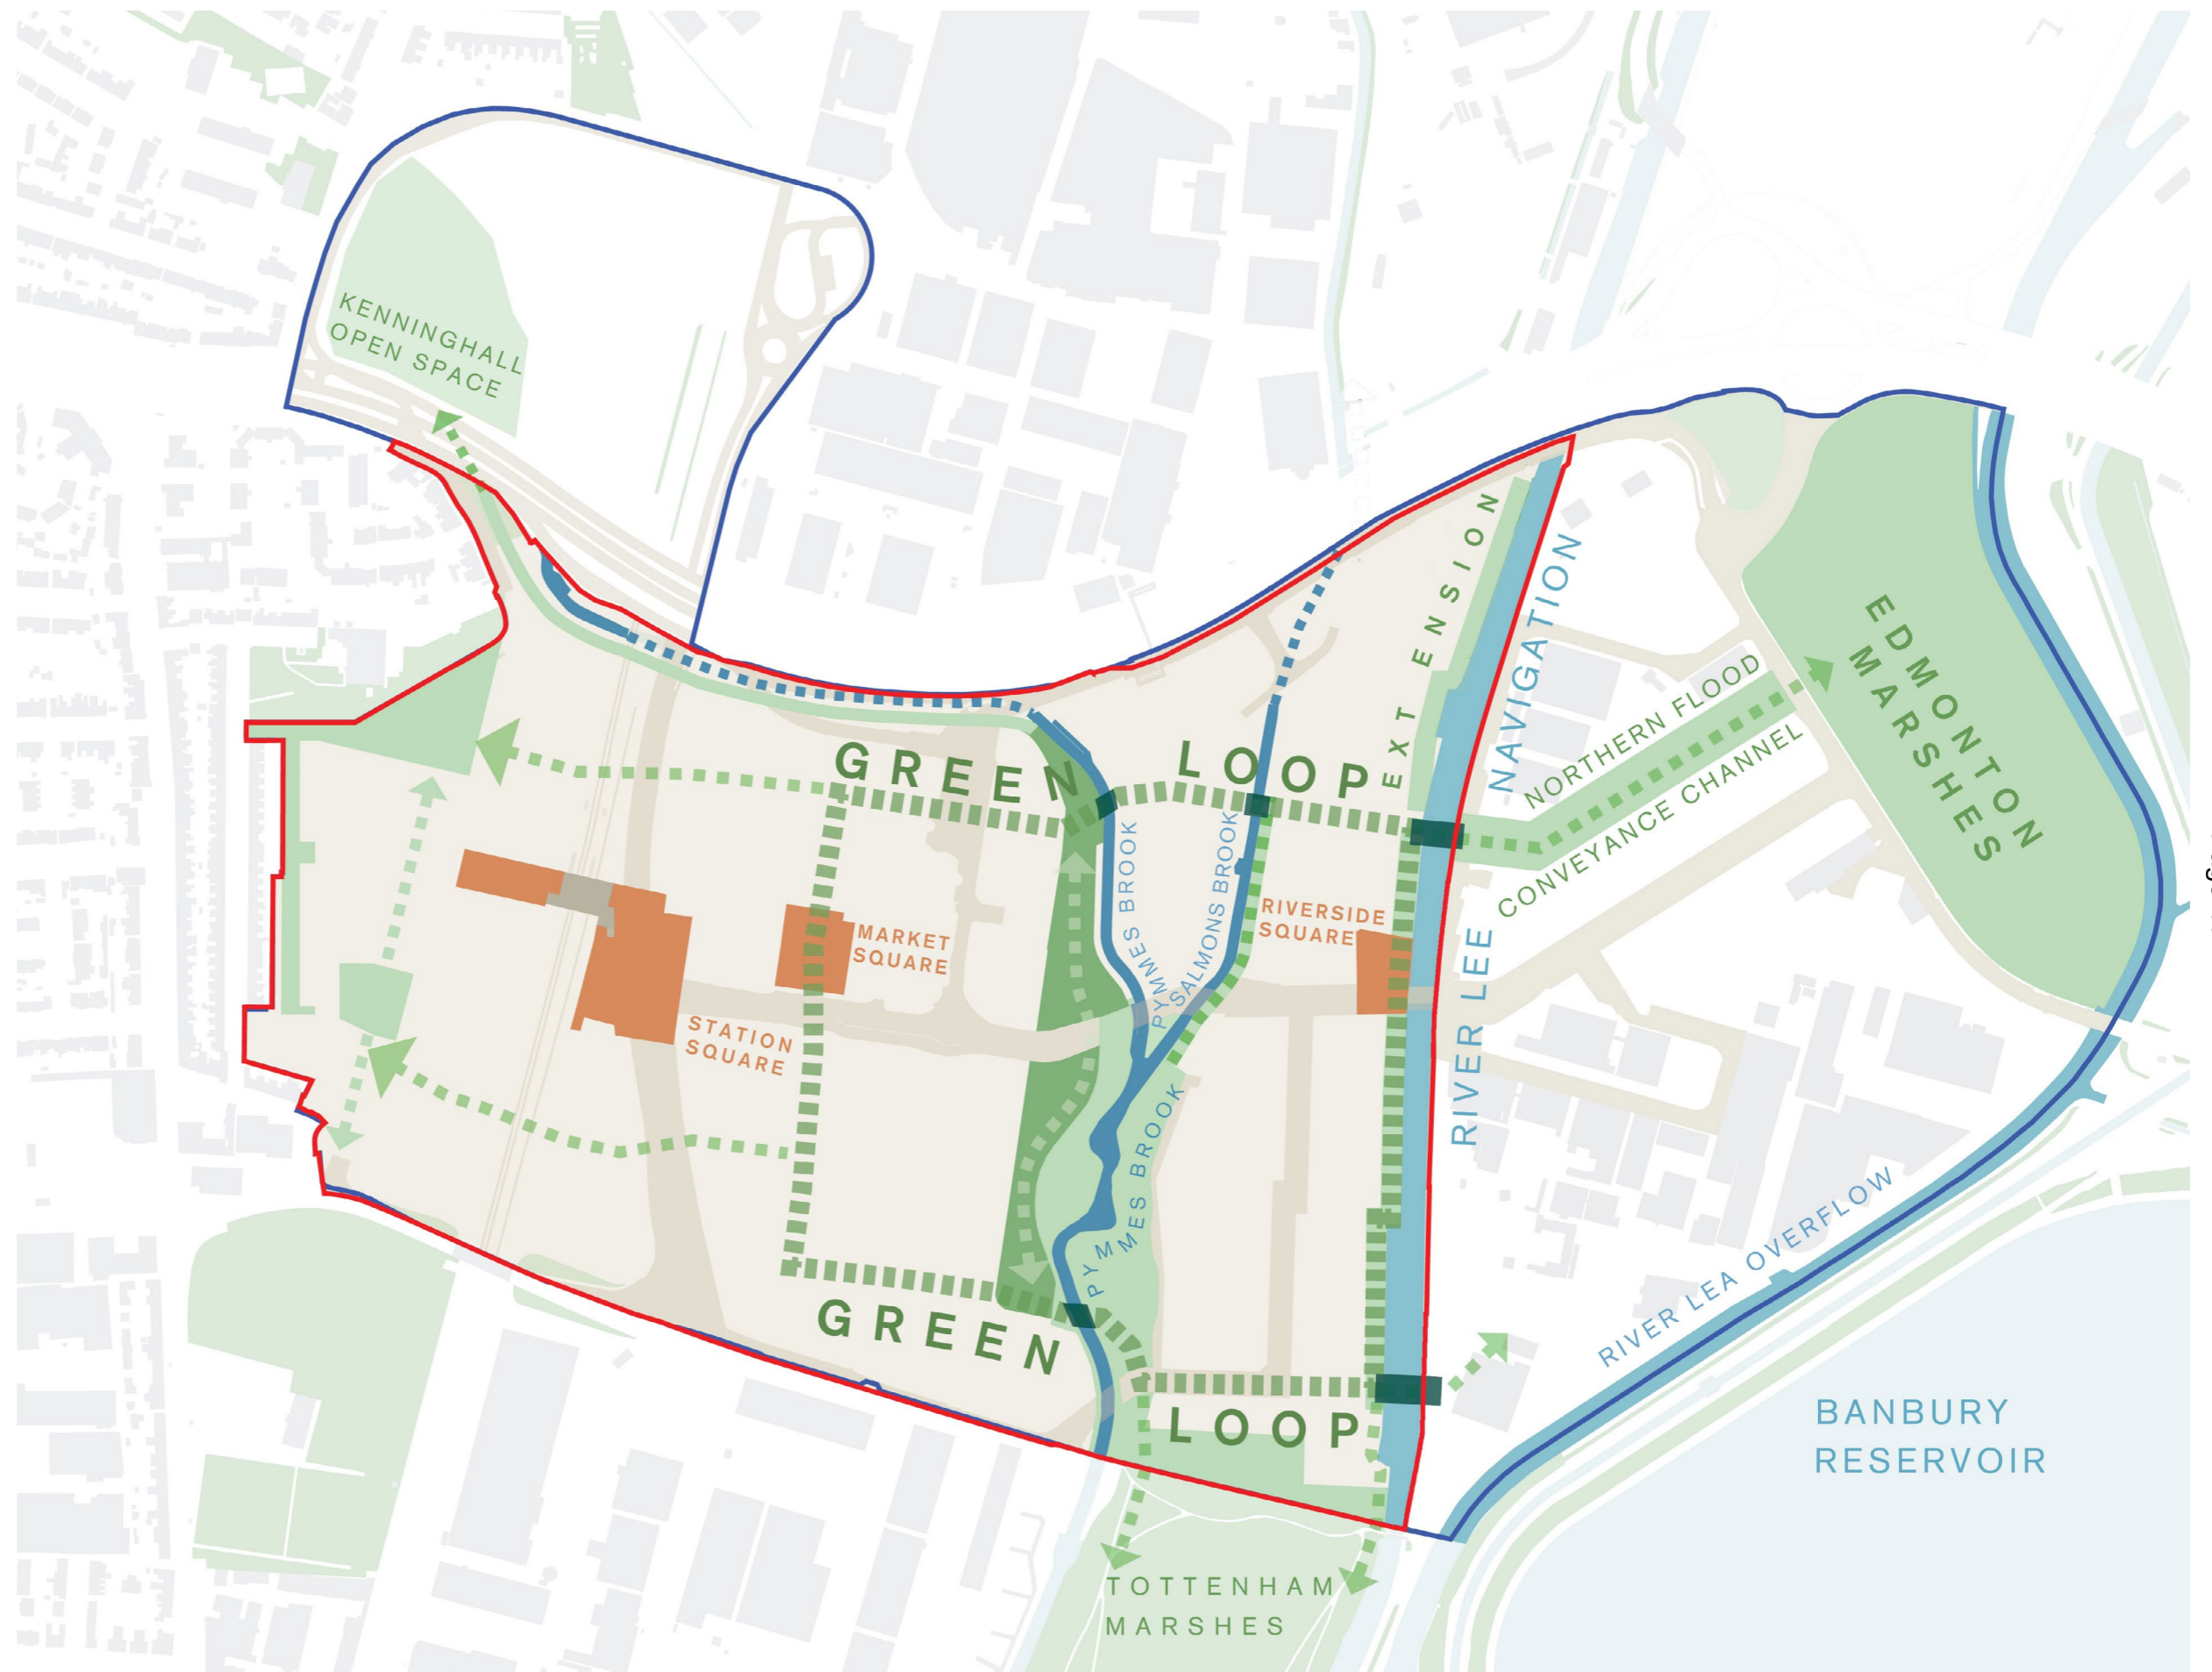 KENNINGHALL
OPEN SPACE
EXTENSION
NAVIGATION
EDMONTON
MARSHES
NORTHERN FLOOD
CONVEYANCE CHANNEL
GREEN LOOP
PYMMES BROOK
SALMONS BROOK
RIVERSIDE
SQUARE
MARKET
SQUARE
RIVER LEE
STATION
SQUARE
PYMMES BROOK
RIVER LEA OVERFLOW
GREEN
LOOP
BANBURY
RESERVOIR
TOTTENHAM
MARSHES